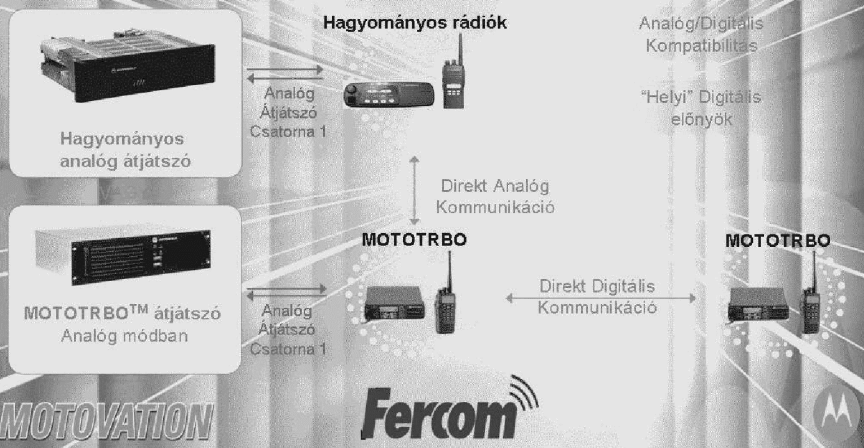 Hagyományos rádiók
Analóg/Digitális
Kompatibilitás
"Helyi" Digitális
előnyök
Analóg
Átjátszó
Csatorna 1
Hagyományos
analóg átjátszó
Direkt Analóg
Kommunikáció
MOTOTRBO
MOTOTRBO
MOTOTRBO™ átjátszó
Analóg módban
Analóg
Átjátszó
Csatorna 1
Direkt Digitális
Kommunikáció
MOTOVATION
Fercom